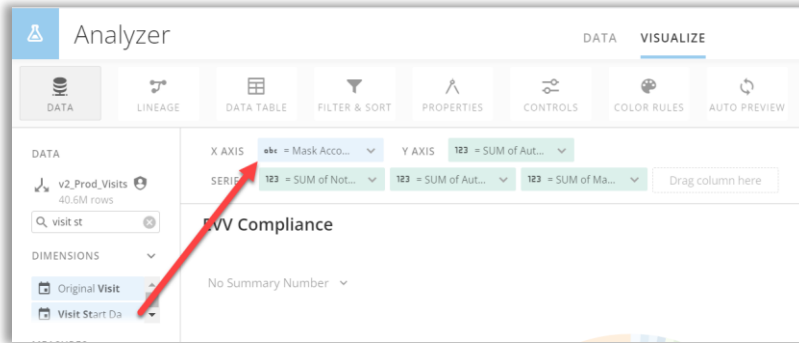 Analyzer
DATA VISUALIZE
DATA LINEAGE DATA TABLE FILTER & SORT PROPERTIES CONTROLS COLOR RULES AUTO PREVIEW
DATA
X AXIS abc = Mask Acco... Y AXIS 123 = SUM of Aut...
v2_Prod_Visits
40.6M rows
SERIE 123 = SUM of Not... 123 = SUM of Aut... 123 = SUM of Ma... Drag column here
visit st
EVV Compliance
DIMENSIONS
Original Visit
No Summary Number
Visit Start Da